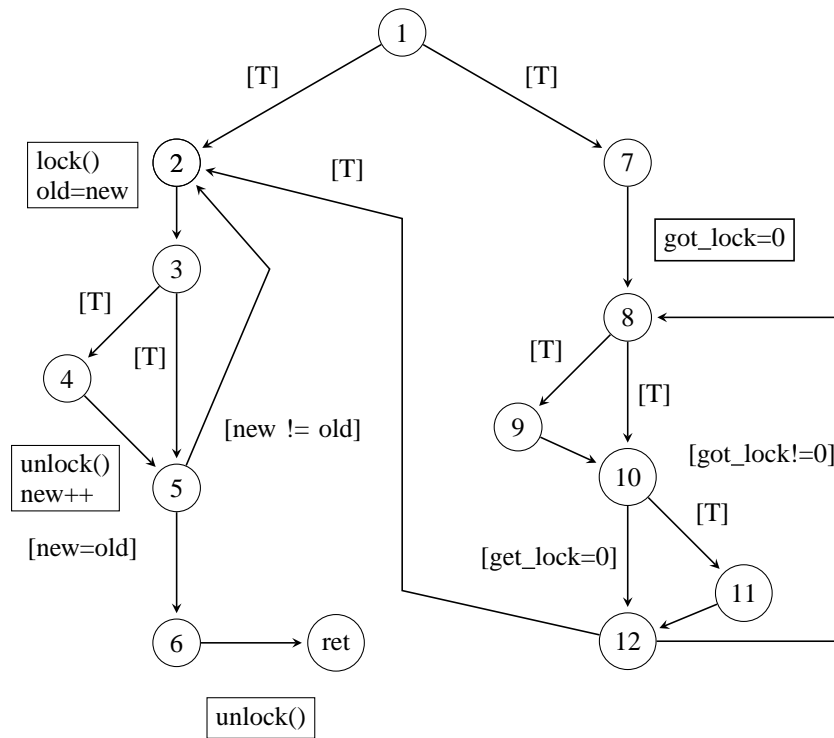 1
[T]
[T]
lock()
old=new
2
[T]
7
got_lock=0
3
[T]
[T]
8
[T]
[T]
4
9
[new != old]
[got_lock!=0]
unlock()
new++
5
10
[T]
[new=old]
[get_lock=0]
11
6
ret
12
unlock()